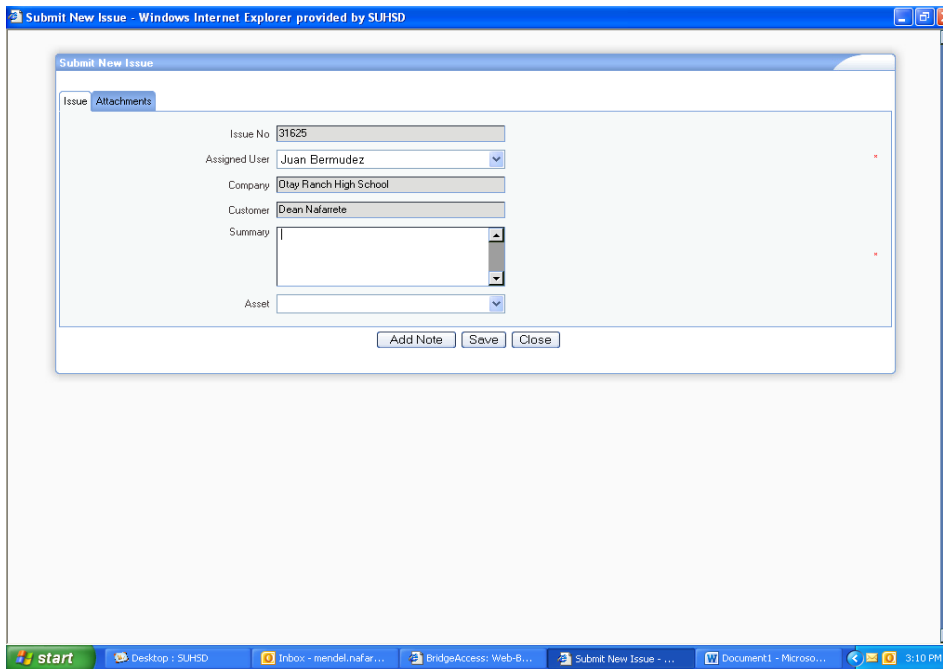 Submit New Issue - Windows Internet Explorer provided by SUHSD
Submit New Issue
Issue Attachments
Issue No 31625
Assigned User Juan Bermudez *
Company Otay Ranch High School
Customer Dean Nafarrete
Summary *
Asset
Add Note Save Close
start Desktop : SUHSD Inbox - mendel.nafar... BridgeAccess: Web-B... Submit New Issue - ... Document1 - Microso... 3:10 PM